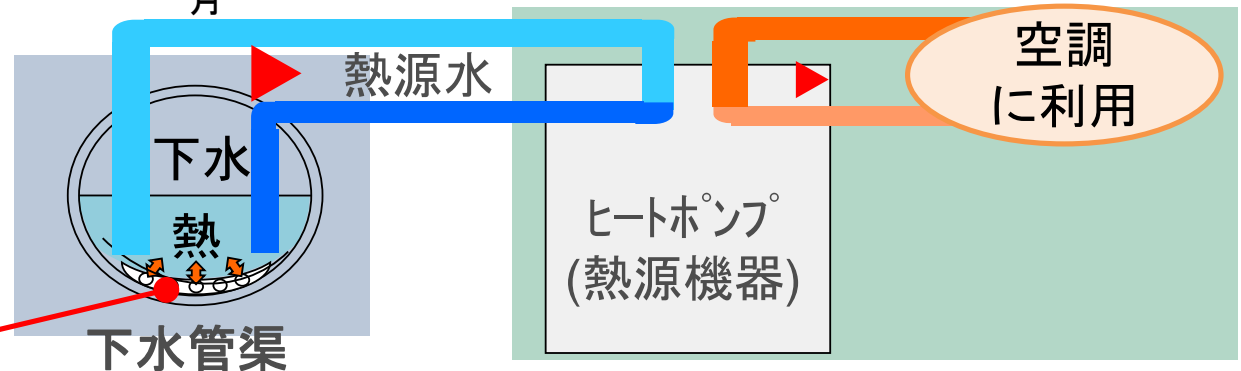 熱源水
空調
に利用
下水
熱
ヒートポンプ
(熱源機器)
下水管渠